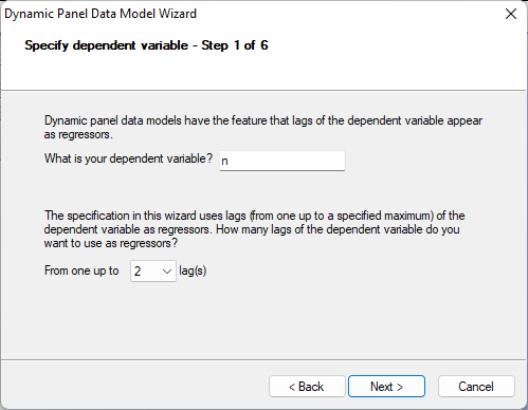 Dynamic Panel Data Model Wizard
Specify dependent variable - Step 1 of 6
Dynamic panel data models have the feature that lags of the dependent variable appear
as regressors.
What is your dependent variable? n
The specification in this wizard uses lags (from one up to a specified maximum) of the
dependent variable as regressors. How many lags of the dependent variable do you
want to use as regressors?
From one up to 2 lag(s)
< Back Next > Cancel